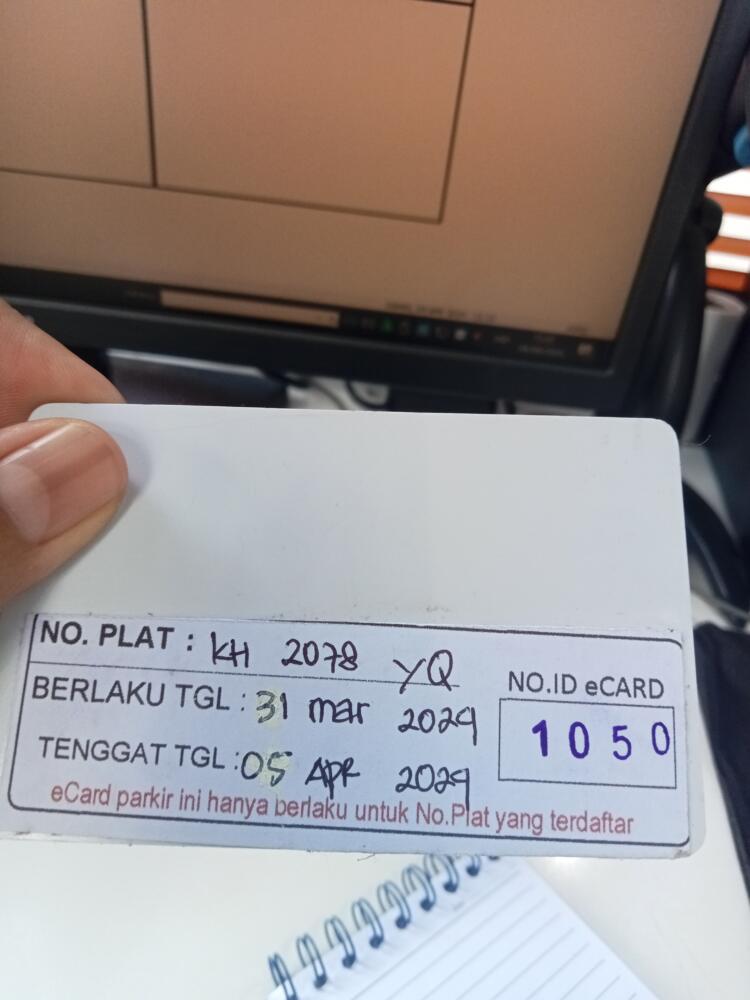 NO. PLAT : KH 2078 YQ
BERLAKU TGL : 31 mar 2029
TENGGAT TGL : 05 APR 2029
NO.ID eCARD
1050
eCard parkir ini hanya berlaku untuk No.Plat yang terdaftar